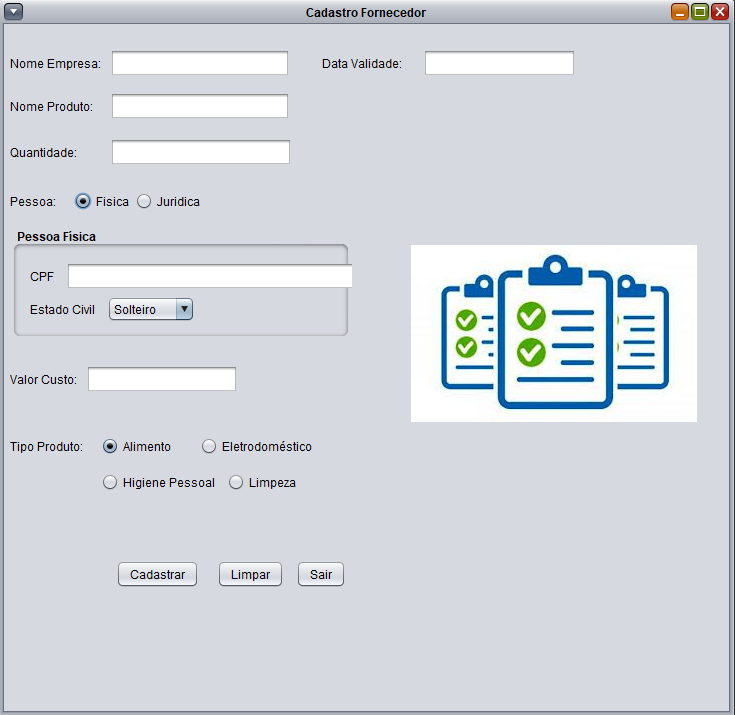 Cadastro Fornecedor
Nome Empresa: Data Validade:
Nome Produto:
Quantidade:
Pessoa: Fisica Juridica
Pessoa Física
CPF
Estado Civil Solteiro
Valor Custo:
Tipo Produto: Alimento Eletrodoméstico
Higiene Pessoal Limpeza
Cadastrar Limpar Sair